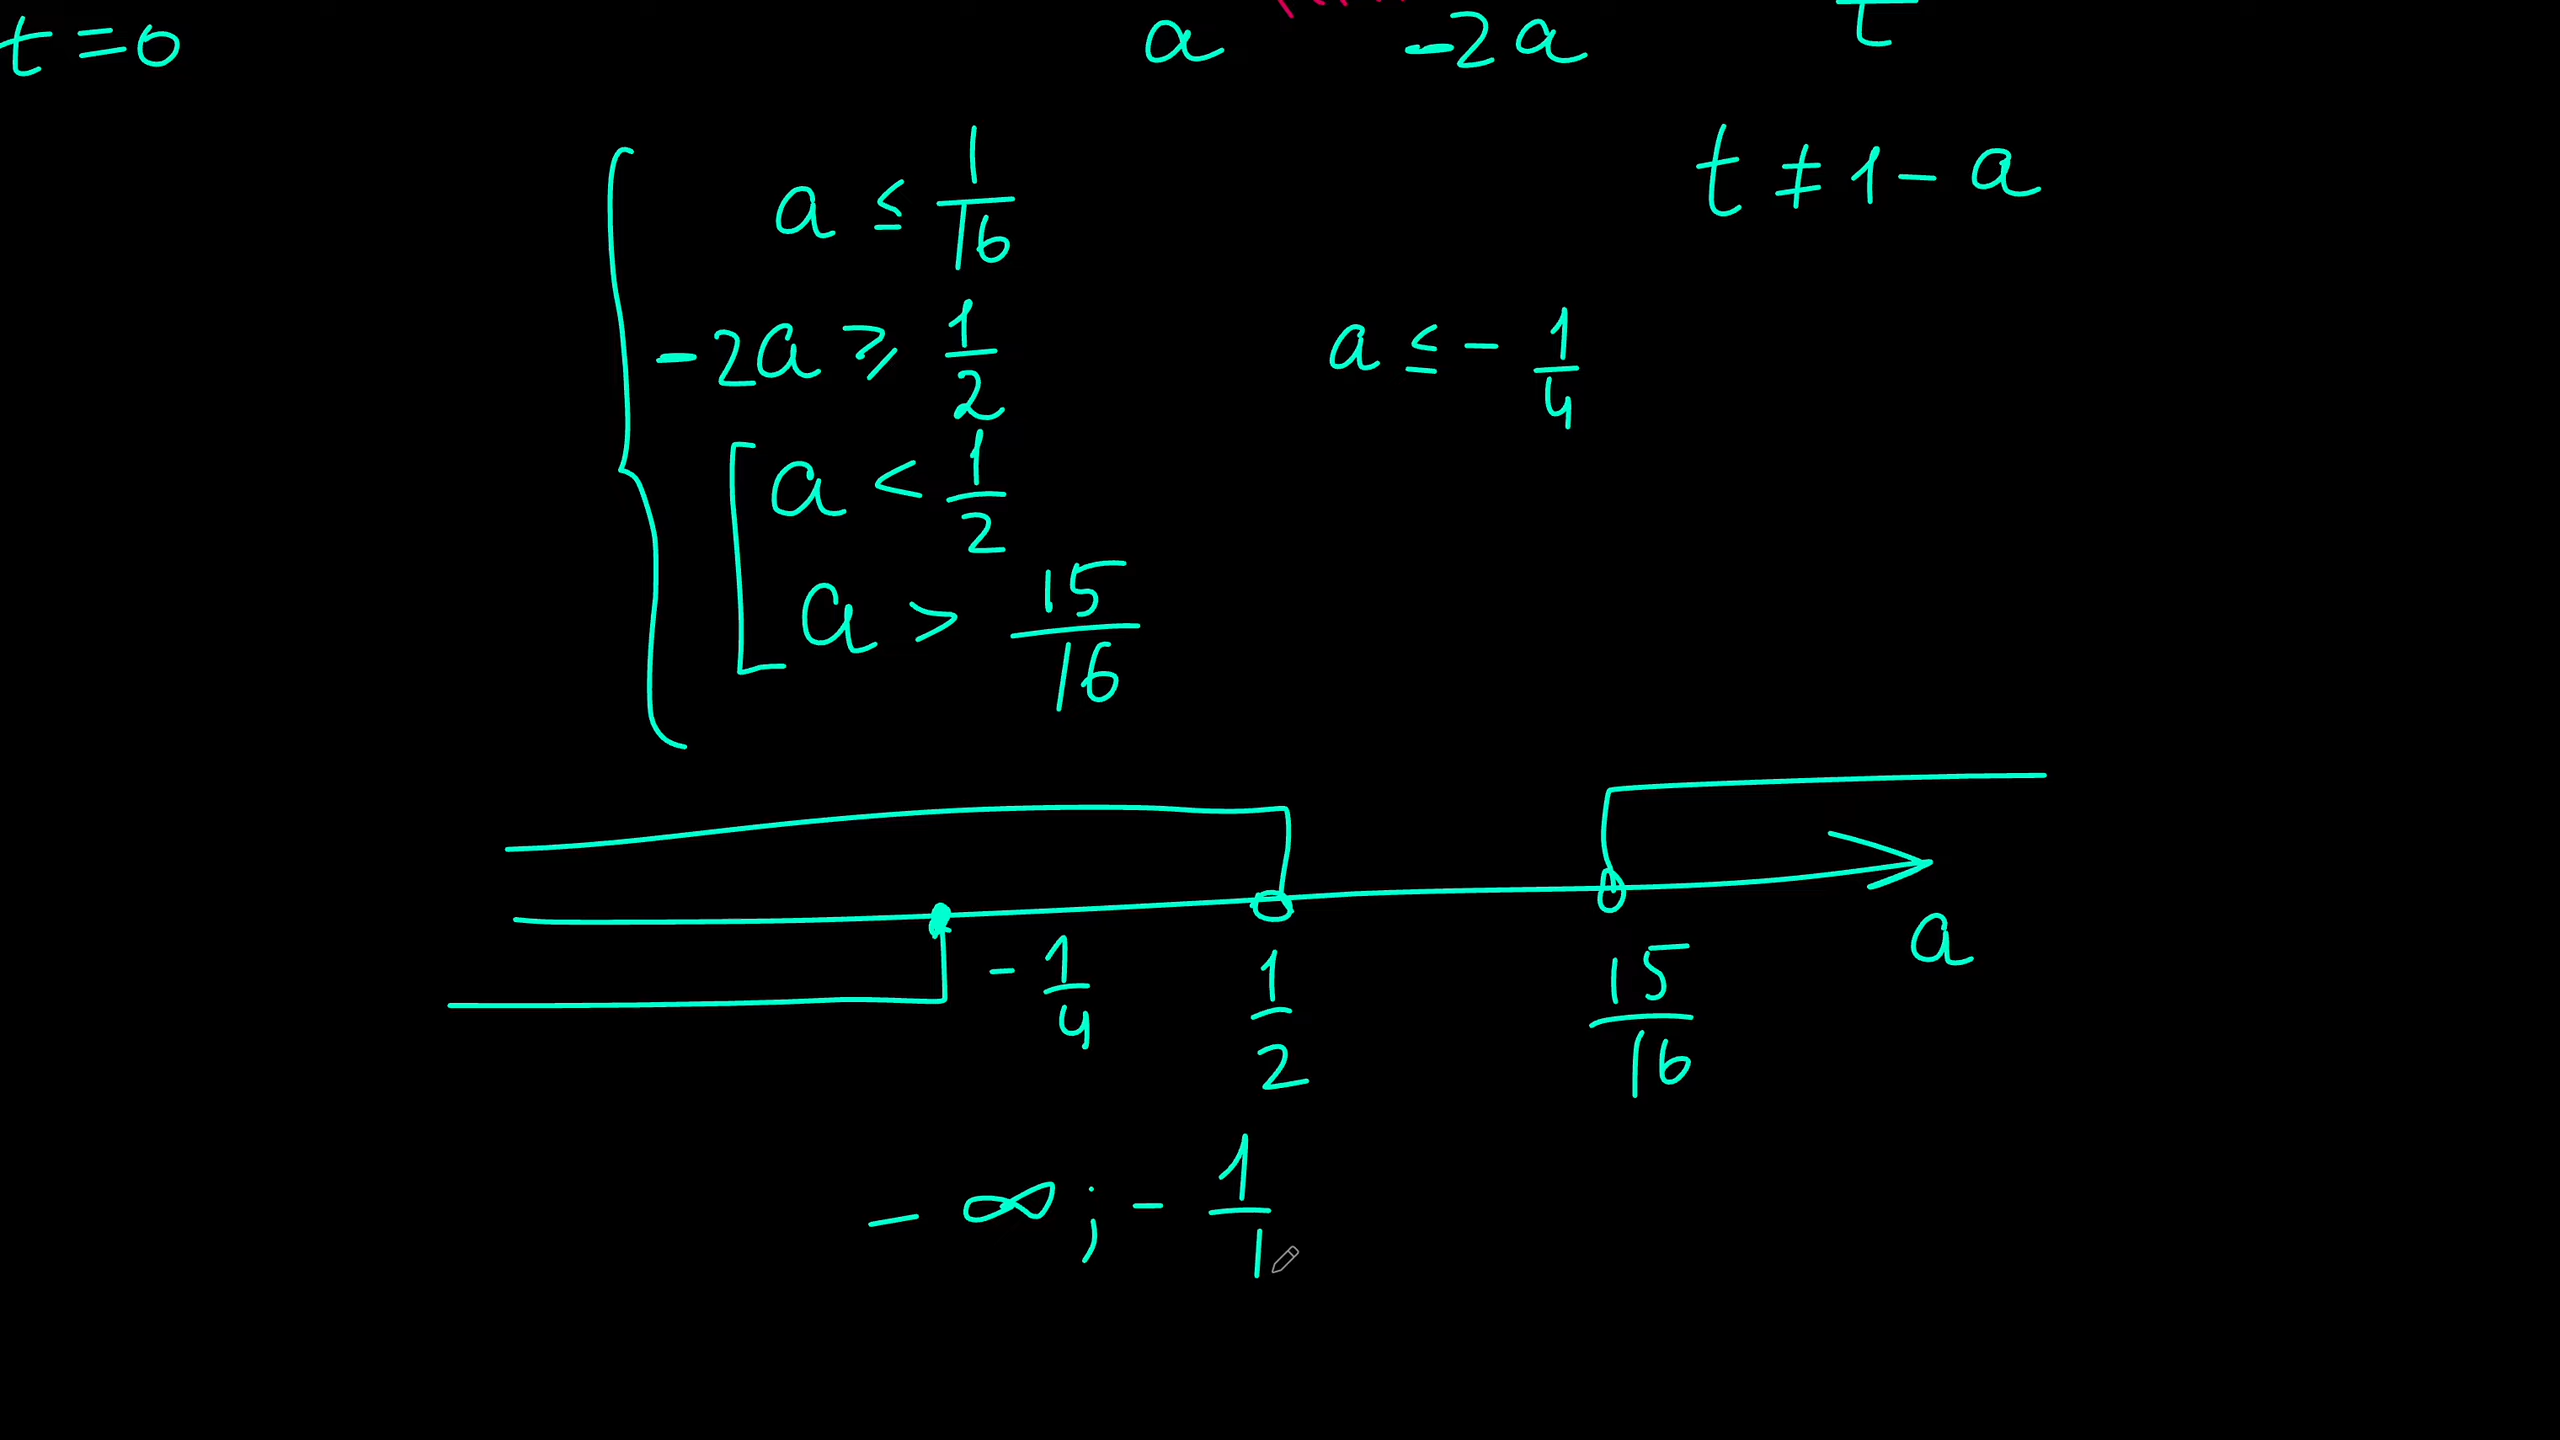 t = 0 a -2a t
a ≤ 1/16 t ≠ 1 - a
-2a ≥ 1/2 a ≤ - 1/4
a < 1/2
a > 15/16
- 1/4 1/2 15/16 a
- ∞ ; - 1/1